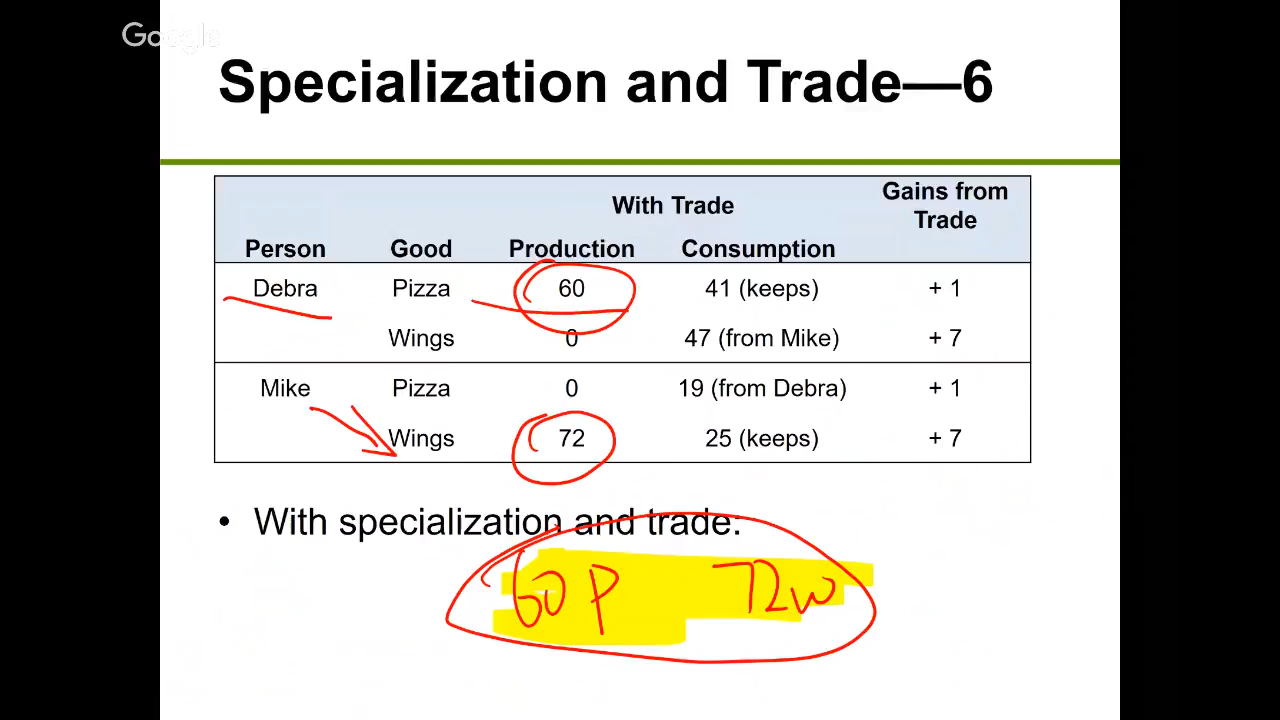 Google
Specialization and Trade—6
With Trade Gains from Trade
Person Good Production Consumption
Debra Pizza 60 41 (keeps) + 1
Wings 0 47 (from Mike) + 7
Mike Pizza 0 19 (from Debra) + 1
Wings 72 25 (keeps) + 7
• With specialization and trade:
60 P 72w